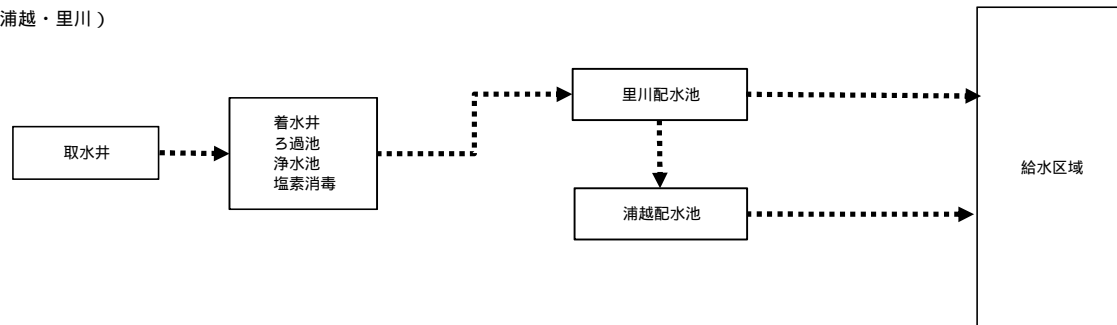 浦越・里川）
取水井
着水井
ろ過池
浄水池
塩素消毒
里川配水池
浦越配水池
給水区域